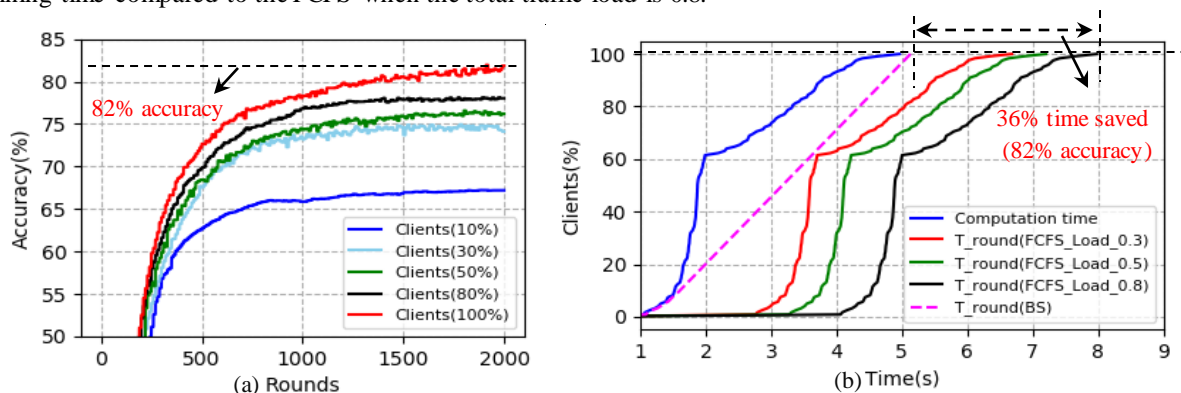 time compared to the FCFS when the total traffic load is 0.8.
85
80
75
70
65
60
55
50
Accuracy(%)
82% accuracy
Clients(10%)
Clients(30%)
Clients(50%)
Clients(80%)
Clients(100%)
0
500
1000
1500
2000
(a) Rounds
100
80
60
40
20
0
Clients(%)
36% time saved
(82% accuracy)
Computation time
T_round(FCFS_Load_0.3)
T_round(FCFS_Load_0.5)
T_round(FCFS_Load_0.8)
T_round(BS)
1
2
3
4
5
6
7
8
9
(b) Time(s)